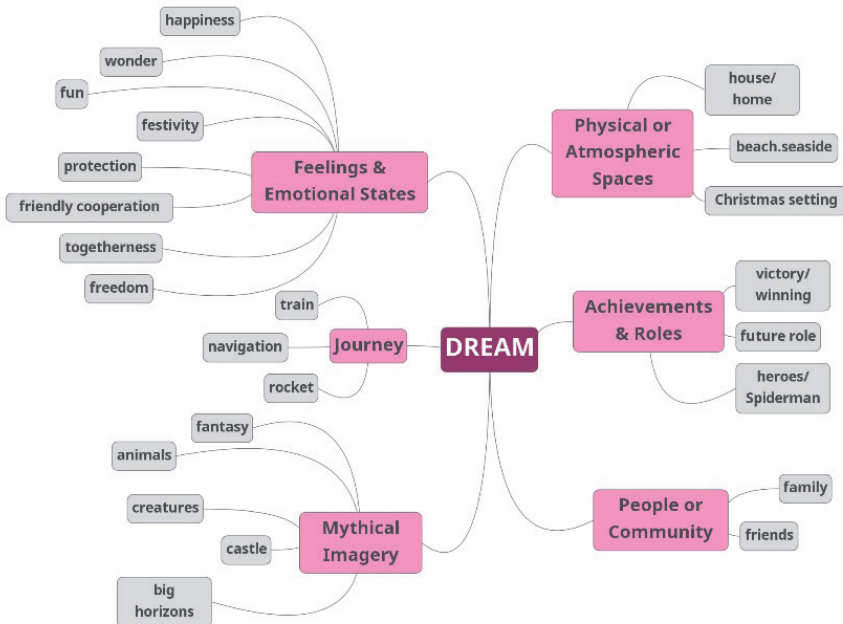 happiness
wonder
fun
festivity
protection
friendly cooperation
togetherness
freedom
Feelings &
Emotional States
train
navigation
rocket
Journey
fantasy
animals
creatures
castle
big
horizons
Mythical
Imagery
DREAM
Physical or
Atmospheric
Spaces
house/
home
beach.seaside
Christmas setting
Achievements
& Roles
victory/
winning
future role
heroes/
Spiderman
People or
Community
family
friends